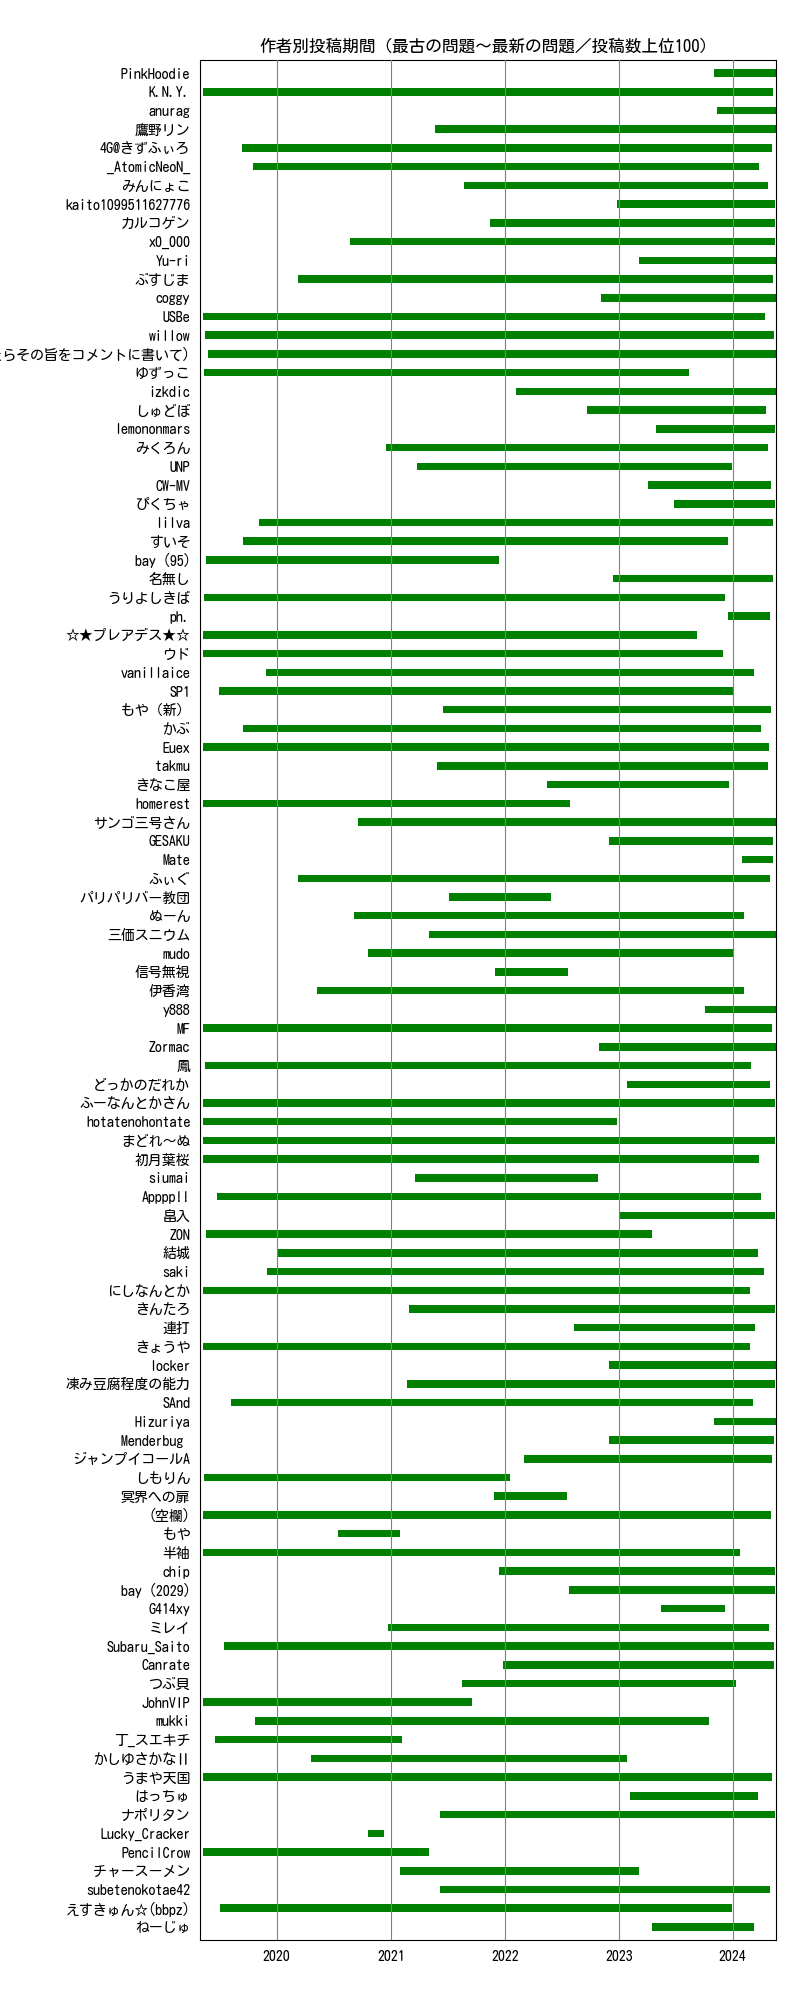 作者別投稿期間（最古の問題～最新の問題／投稿数上位100）
PinkHoodie
K.N.Y.
anurag
鷹野リン
4G@きずふぃろ
_AtomicNeoN_
みんにょこ
kaito1099511627776
カルコゲン
x0_000
Yu-ri
ぶすじま
coggy
USBe
willow
らその旨をコメントに書いて)
ゆずっこ
izkdic
しゅどぼ
lemononmars
みくろん
UNP
CW-MV
ぴくちゃ
lilva
すいそ
bay (95)
名無し
うりよしきば
ph.
☆★プレアデス★☆
ウド
vanillaice
SP1
もや（新）
かぶ
Euex
takmu
きなこ屋
homerest
サンゴ三号さん
GESAKU
Mate
ふぃぐ
パリパリバー教団
ぬーん
三価スニウム
mudo
信号無視
伊香湾
y888
MF
Zormac
鳳
どっかのだれか
ふーなんとかさん
hotatenohontate
まどれ～ぬ
初月葉桜
siumai
Appppll
畠入
ZON
結城
saki
にしなんとか
きんたろ
連打
きょうや
locker
凍み豆腐程度の能力
SAnd
Hizuriya
Menderbug
ジャンプイコールA
しもりん
冥界への扉
(空欄)
もや
半袖
chip
bay (2029)
G414xy
ミレイ
Subaru_Saito
Canrate
つぶ貝
JohnVIP
mukki
丁_スエキチ
かしゆさかなII
うまや天国
はっちゅ
ナポリタン
Lucky_Cracker
PencilCrow
チャースーメン
subetenokotae42
えすきゅん☆(bbpz)
ねーじゅ
2020 2021 2022 2023 2024